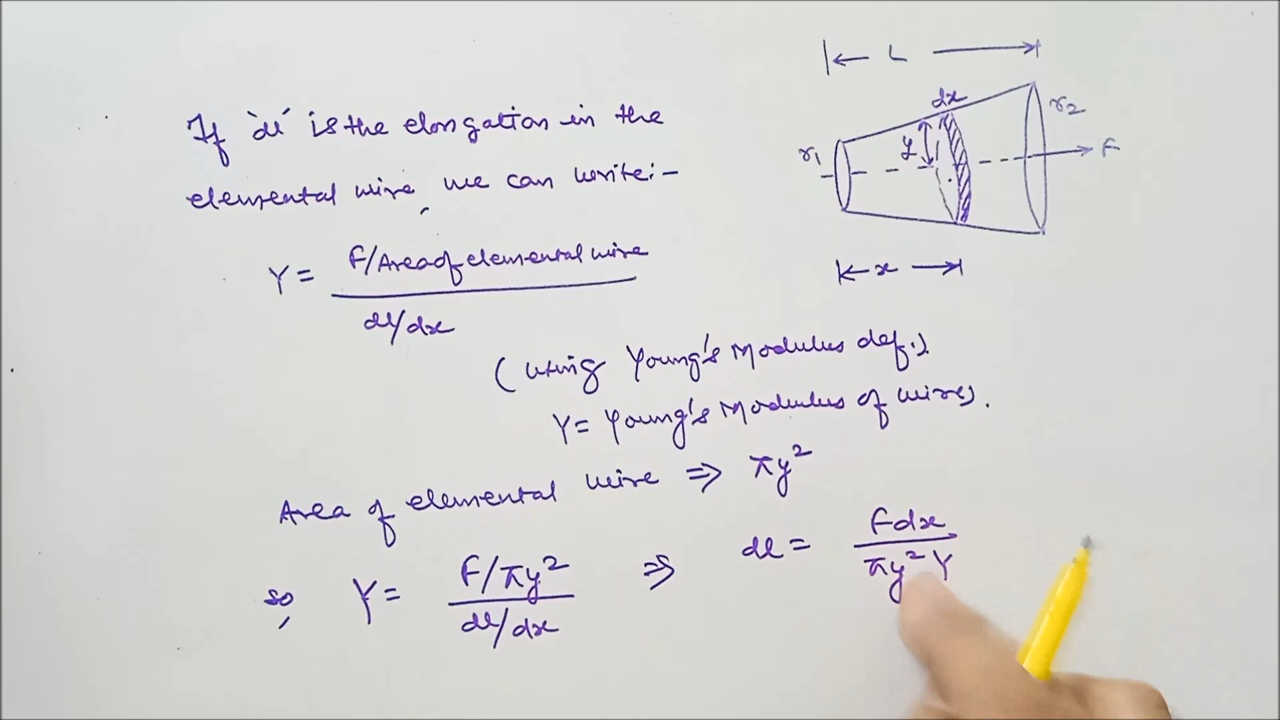 If 'dl' is the elongation in the
elemental wire, we can write:-
Y = F/Area of elemental wire
dl/dx
(using Young's Modulus def.)
Y = Young's Modulus of wire.
Area of elemental wire ⇒ πy²
so, Y = F/πy² ⇒ dl = Fdx
dl/dx πy² Y
L
dx
r₂
r₁
y
F
x